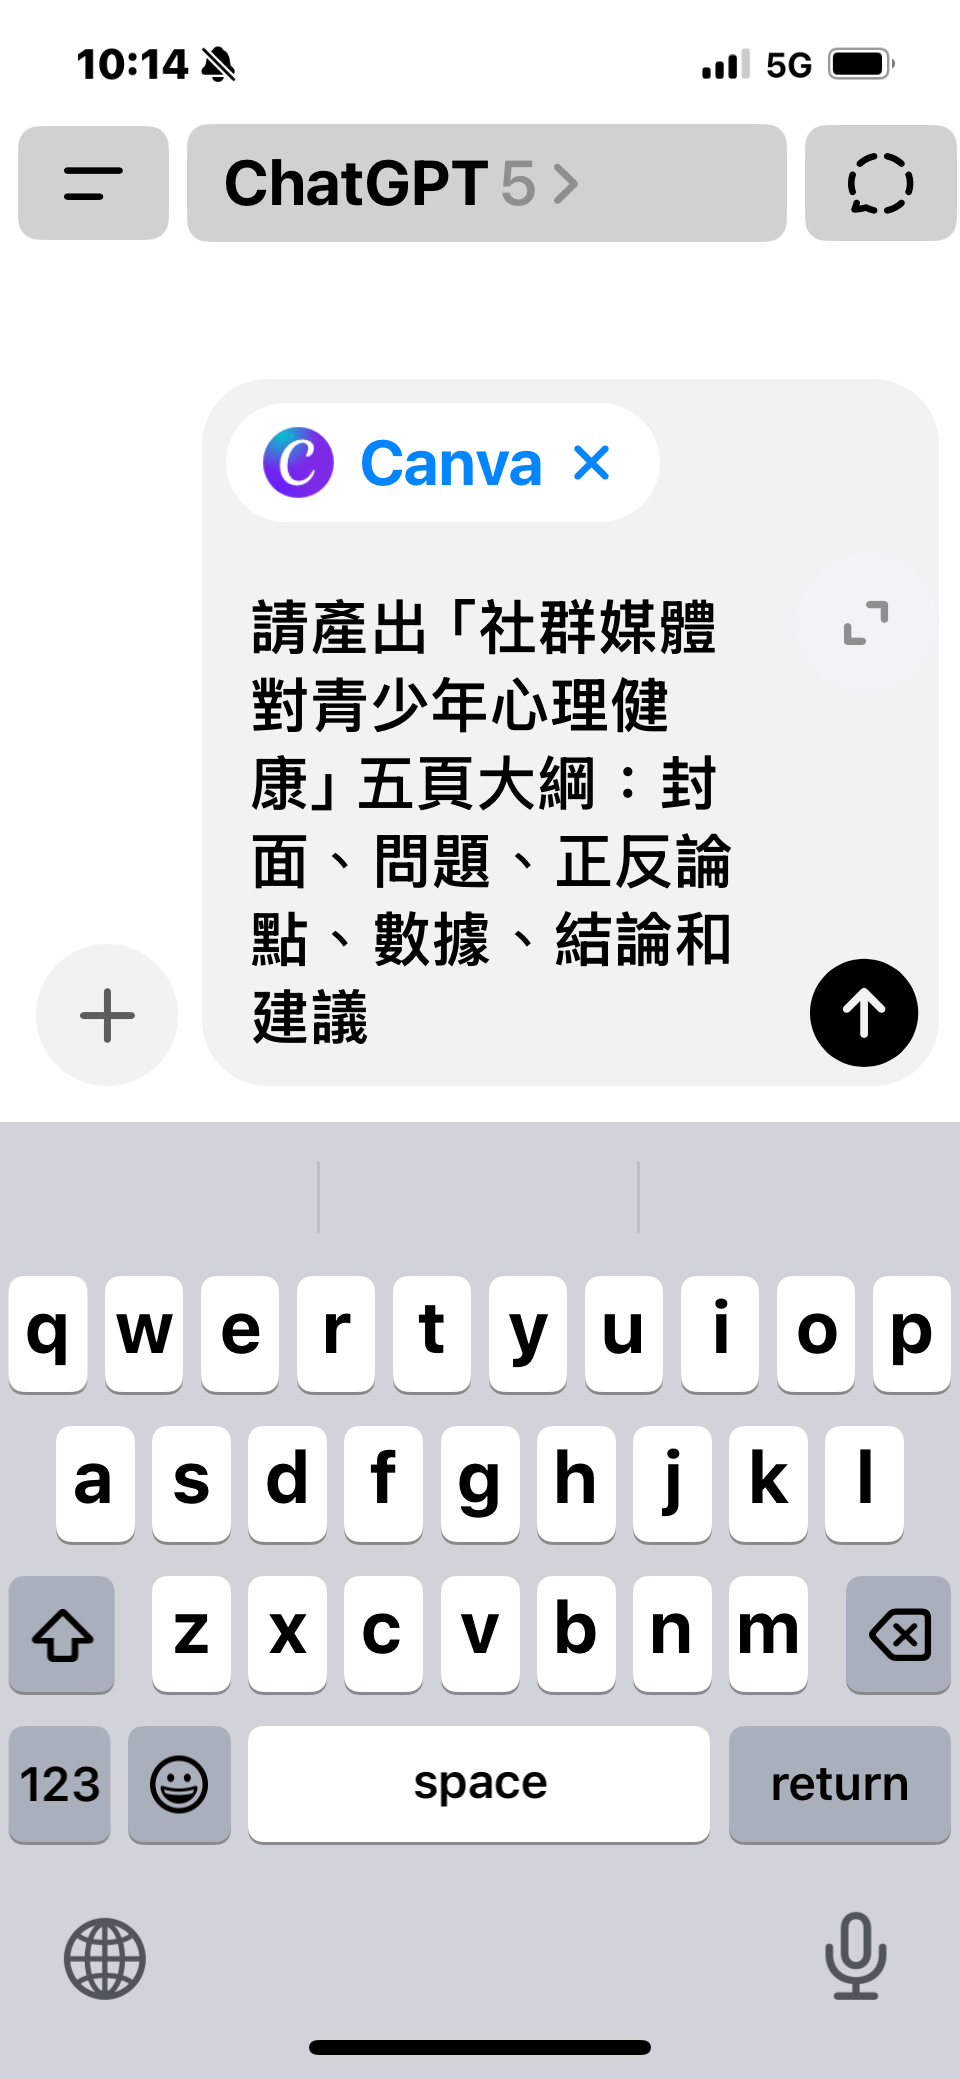 10:14 5G
ChatGPT 5 >
Canva ×
請產出「社群媒體
對青少年心理健
康」五頁大綱：封
面、問題、正反論
點、數據、結論和
建議
q w e r t y u i o p
a s d f g h j k l
z x c v b n m
123 space return